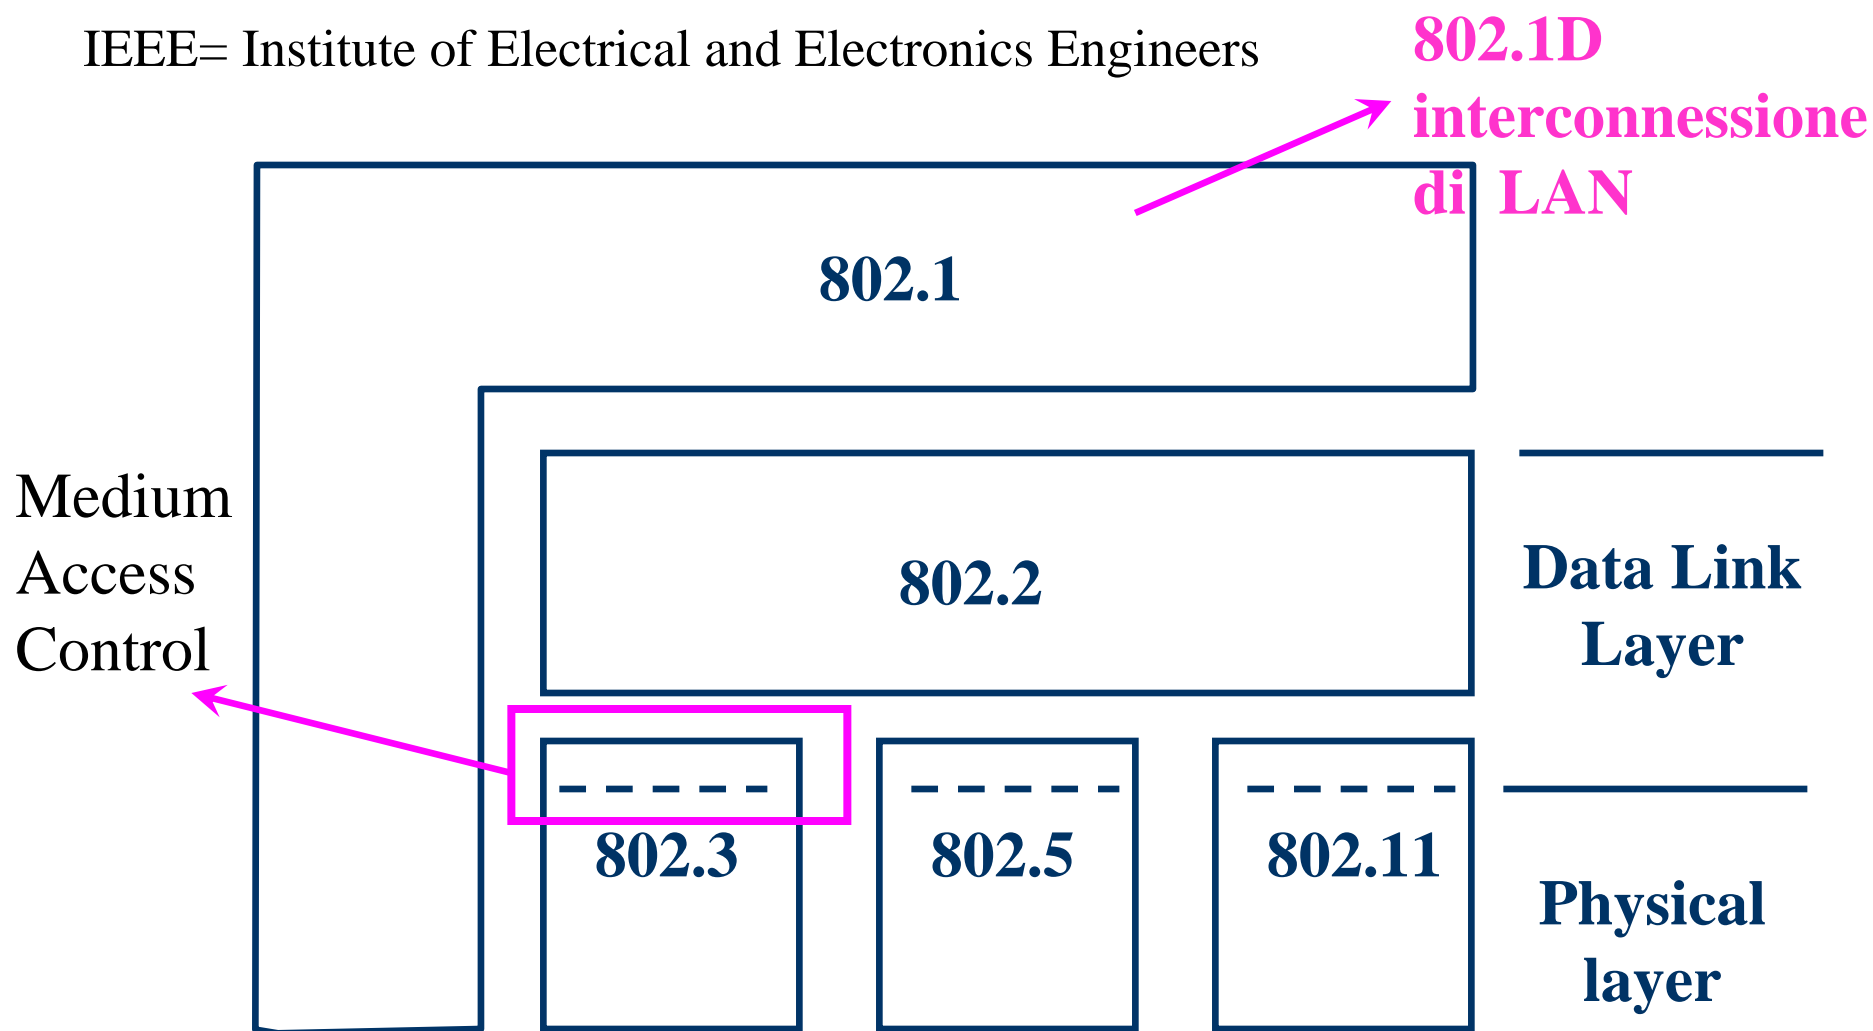 IEEE= Institute of Electrical and Electronics Engineers
802.1D
interconnessione
di LAN
802.1
Medium
Access
Control
802.2
Data Link
Layer
802.3
802.5
802.11
Physical
layer